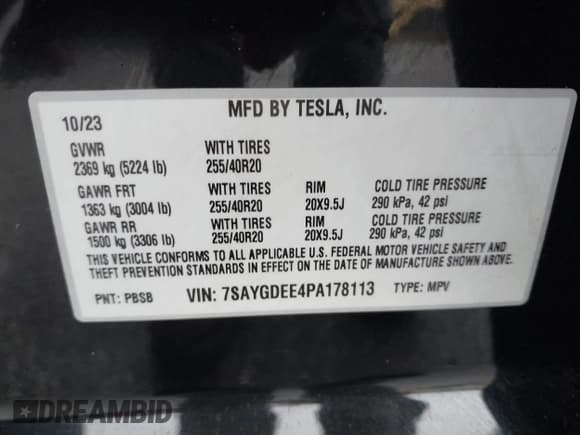 MFD BY TESLA, INC.
10/23
GVWR WITH TIRES
2369 kg (5224 lb) 255/40R20
GAWR FRT WITH TIRES RIM COLD TIRE PRESSURE
1363 kg (3004 lb) 255/40R20 20X9.5J 290 kPa, 42 psi
GAWR RR WITH TIRES RIM COLD TIRE PRESSURE
1500 kg (3306 lb) 255/40R20 20X9.5J 290 kPa, 42 psi
THIS VEHICLE CONFORMS TO ALL APPLICABLE U.S. FEDERAL MOTOR VEHICLE SAFETY AND
THEFT PREVENTION STANDARDS IN EFFECT ON THE DATE OF MANUFACTURE SHOWN ABOVE.
PNT: PBSB VIN: 7SAYGDEE4PA178113 TYPE: MPV
DREAMBID